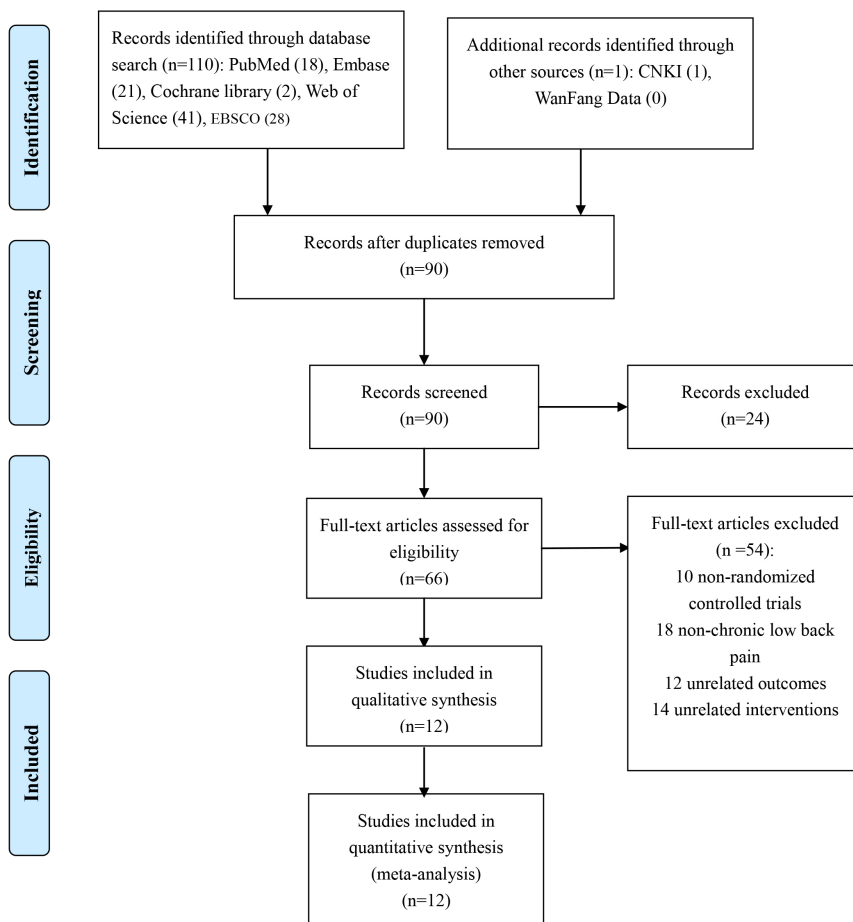 Identification
Records identified through database
search (n=110): PubMed (18), Embase
(21), Cochrane library (2), Web of
Science (41), EBSCO (28)
Additional records identified through
other sources (n=1): CNKI (1),
WanFang Data (0)
Records after duplicates removed
(n=90)
Screening
Records screened
(n=90)
Records excluded
(n=24)
Eligibility
Full-text articles assessed for
eligibility
(n=66)
Full-text articles excluded
(n =54):
10 non-randomized
controlled trials
18 non-chronic low back
pain
12 unrelated outcomes
14 unrelated interventions
Included
Studies included in
qualitative synthesis
(n=12)
Studies included in
quantitative synthesis
(meta-analysis)
(n=12)